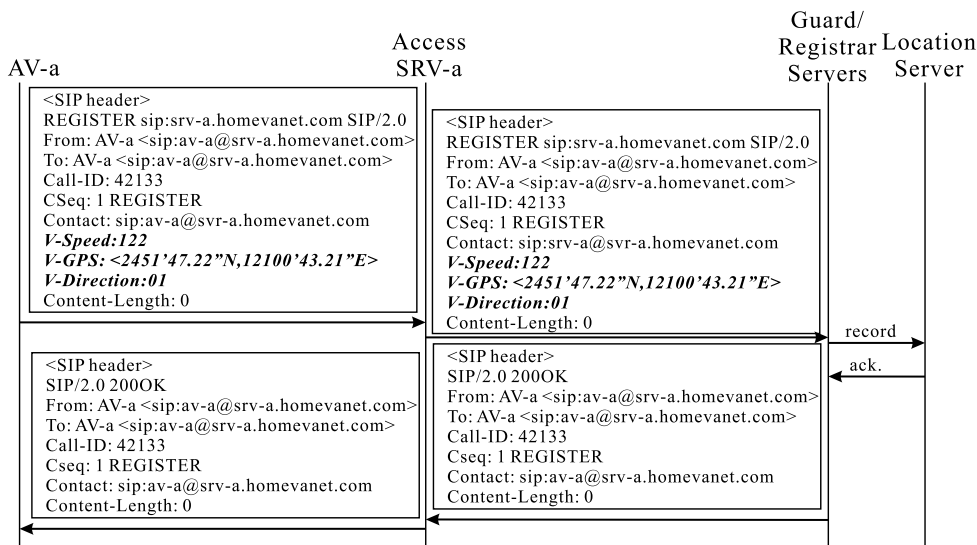 AV-a
Access
SRV-a
Guard/
Registrar
Servers
Location
Server
<SIP header>
REGISTER sip:srv-a.homevanet.com SIP/2.0
From: AV-a <sip:av-a@srv-a.homevanet.com>
To: AV-a <sip:av-a@srv-a.homevanet.com>
Call-ID: 42133
CSeq: 1 REGISTER
Contact: sip:av-a@svr-a.homevanet.com
V-Speed:122
V-GPS: <2451’47.22”N,12100’43.21”E>
V-Direction:01
Content-Length: 0
<SIP header>
REGISTER sip:srv-a.homevanet.com SIP/2.0
From: AV-a <sip:av-a@srv-a.homevanet.com>
To: AV-a <sip:av-a@srv-a.homevanet.com>
Call-ID: 42133
CSeq: 1 REGISTER
Contact: sip:srv-a@svr-a.homevanet.com
V-Speed:122
V-GPS: <2451’47.22”N,12100’43.21”E>
V-Direction:01
Content-Length: 0
record
ack.
<SIP header>
SIP/2.0 200OK
From: AV-a <sip:av-a@srv-a.homevanet.com>
To: AV-a <sip:av-a@srv-a.homevanet.com>
Call-ID: 42133
Cseq: 1 REGISTER
Contact: sip:av-a@srv-a.homevanet.com
Content-Length: 0
<SIP header>
SIP/2.0 200OK
From: AV-a <sip:av-a@srv-a.homevanet.com>
To: AV-a <sip:av-a@srv-a.homevanet.com>
Call-ID: 42133
Cseq: 1 REGISTER
Contact: sip:av-a@srv-a.homevanet.com
Content-Length: 0